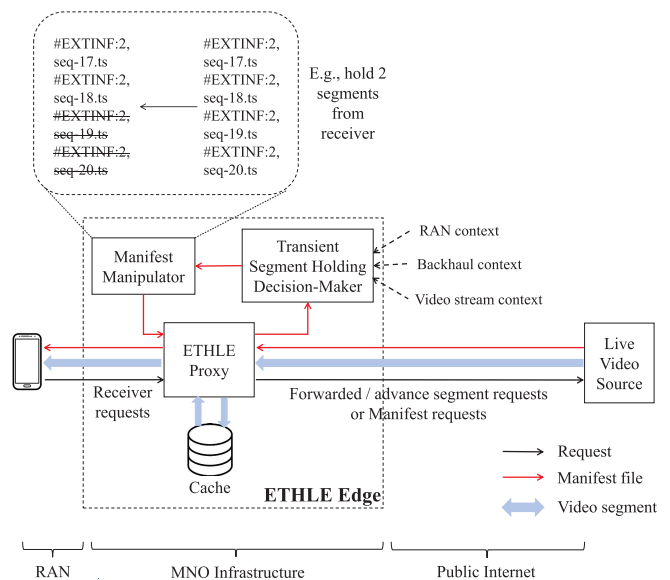 #EXTINF:2,
seq-17.ts
#EXTINF:2,
seq-18.ts
#EXTINF:2,
seq-19.ts
#EXTINF:2,
seq-20.ts
#EXTINF:2,
seq-17.ts
#EXTINF:2,
seq-18.ts
#EXTINF:2,
seq-19.ts
#EXTINF:2,
seq-20.ts
E.g., hold 2
segments
from
receiver
Manifest
Manipulator
Transient
Segment Holding
Decision-Maker
RAN context
Backhaul context
Video stream context
ETHLE
Proxy
Live
Video
Source
Receiver
requests
Forwarded / advance segment requests
or Manifest requests
Cache
ETHLE Edge
Request
Manifest file
Video segment
RAN
MNO Infrastructure
Public Internet